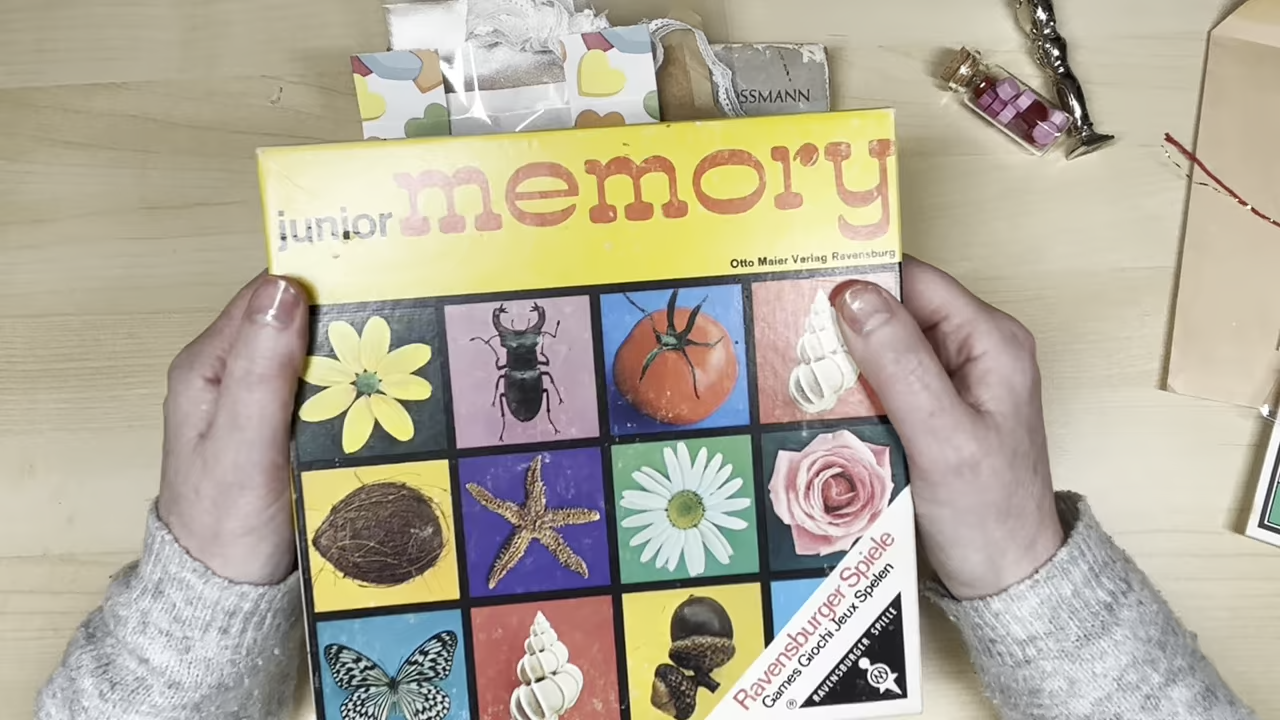 SSMANN
junior memory
Otto Maier Verlag Ravensburg
Ravensburger Spiele
Games Giochi Jeux Spelen
®
RAVENSBURGER SPIELE